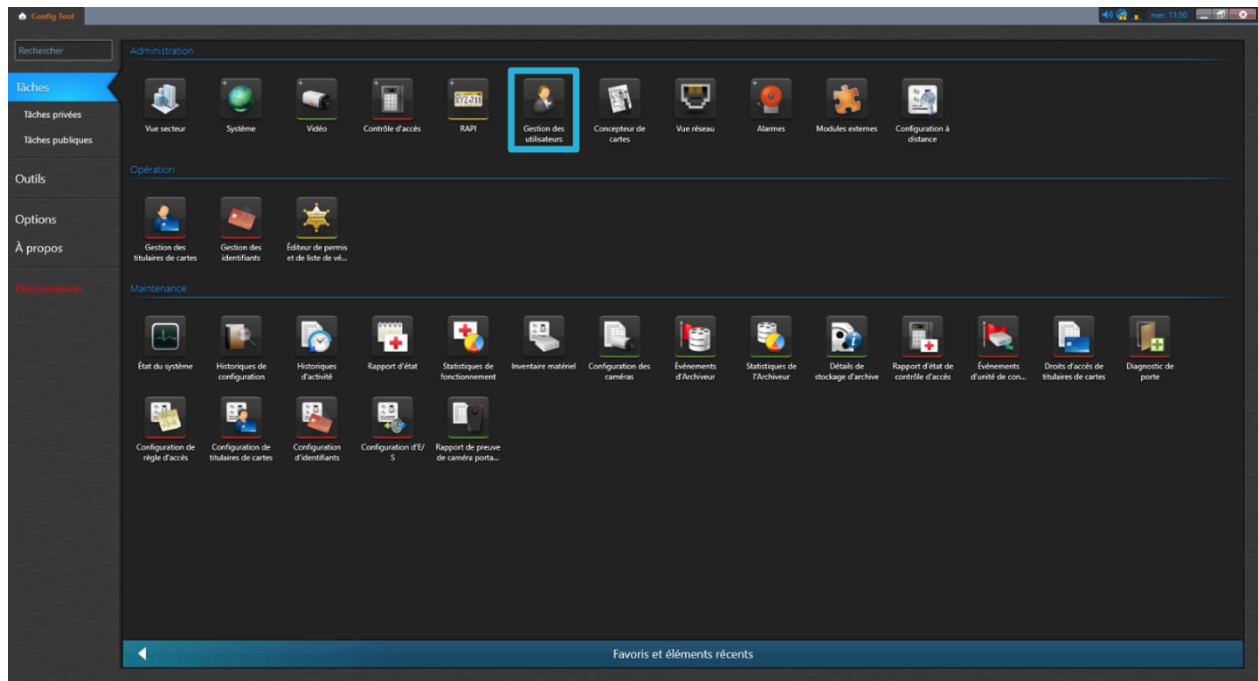 Config Tool
mer. 11:50
Rechercher
Tâches
Tâches privées
Tâches publiques
Outils
Options
À propos
Déconnexion
Administration
Vue secteur
Système
Vidéo
Contrôle d'accès
XYZ-J11
RAPI
Gestion des
utilisateurs
Concepteur de
cartes
Vue réseau
Alarmes
Modules externes
Configuration à
distance
Opération
Gestion des
titulaires de cartes
Gestion des
identifiants
Éditeur de permis
et de liste de vé...
Maintenance
État du système
Historiques de
configuration
Historiques
d'activité
Rapport d'état
Statistiques de
fonctionnement
Inventaire matériel
Configuration des
caméras
Événements
d'Archiveur
Statistiques de
l'Archiveur
Détails de
stockage d'archive
Rapport d'état de
contrôle d'accès
Événements
d'unité de con...
Droits d'accès de
titulaires de cartes
Diagnostic de
porte
Configuration de
règle d'accès
Configuration de
titulaires de cartes
Configuration
d'identifiants
Configuration d'E/
S
Rapport de preuve
de caméra porta...
Favoris et éléments récents